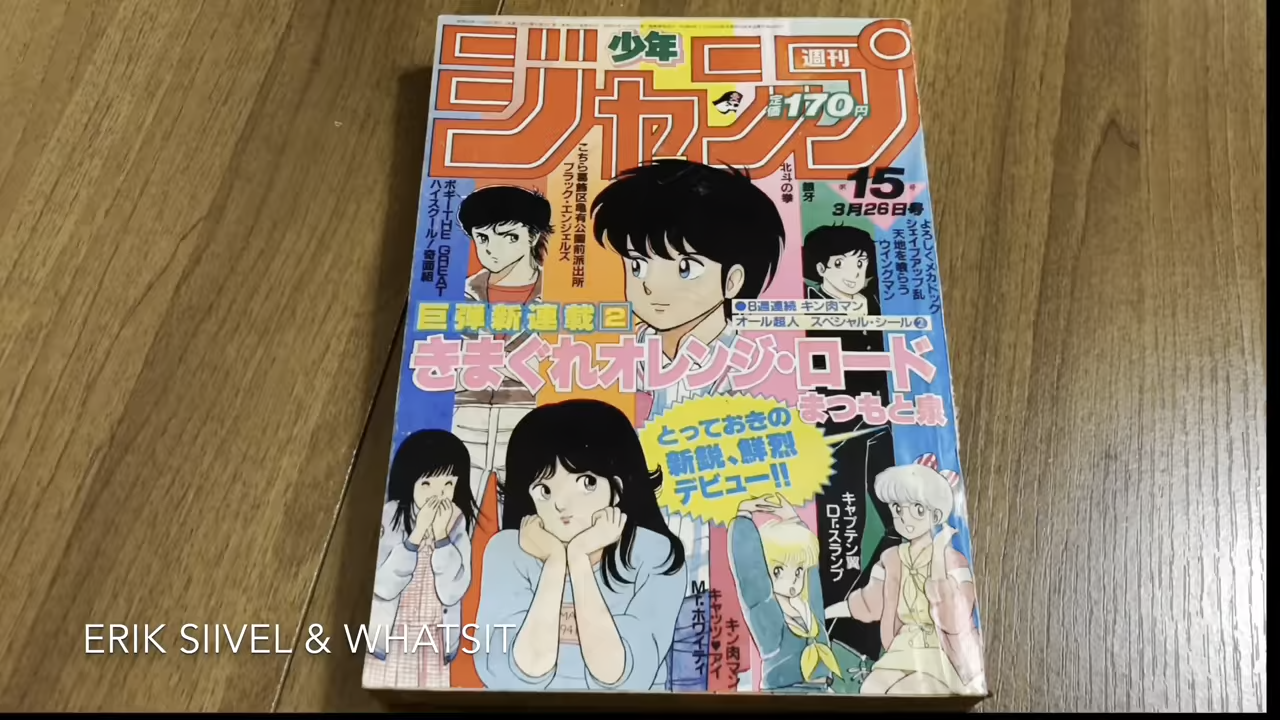 少年
週刊
ジャンプ
定価170円
第15号
3月26日号
ボギーTHE GREAT
ハイスクール!奇面組
こちら葛飾区亀有公園前派出所
ブラック・エンジェルズ
北斗の拳
銀牙
よろしくメカドック
シェイプアップ乱
天地を喰らう
ウイングマン
巨弾新連載2
●8週連続 キン肉マン
オール超人 スペシャル・シール②
きまぐれオレンジ・ロード
まつもと泉
とっておきの
新鋭、鮮烈
デビュー!!
キャプテン翼
Dr.スランプ
Mr.ホワイティ
キャッツ♥アイ
キン肉マン
ERIK SIIVEL & WHATSIT